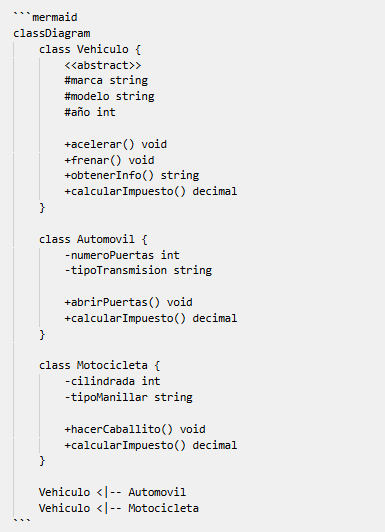 ```mermaid
classDiagram
    class Vehiculo {
        <<abstract>>
        #marca string
        #modelo string
        #año int

        +acelerar() void
        +frenar() void
        +obtenerInfo() string
        +calcularImpuesto() decimal
    }

    class Automovil {
        -numeroPuertas int
        -tipoTransmision string

        +abrirPuertas() void
        +calcularImpuesto() decimal
    }

    class Motocicleta {
        -cilindrada int
        -tipoManillar string

        +hacerCaballito() void
        +calcularImpuesto() decimal
    }

    Vehiculo <|-- Automovil
    Vehiculo <|-- Motocicleta
```